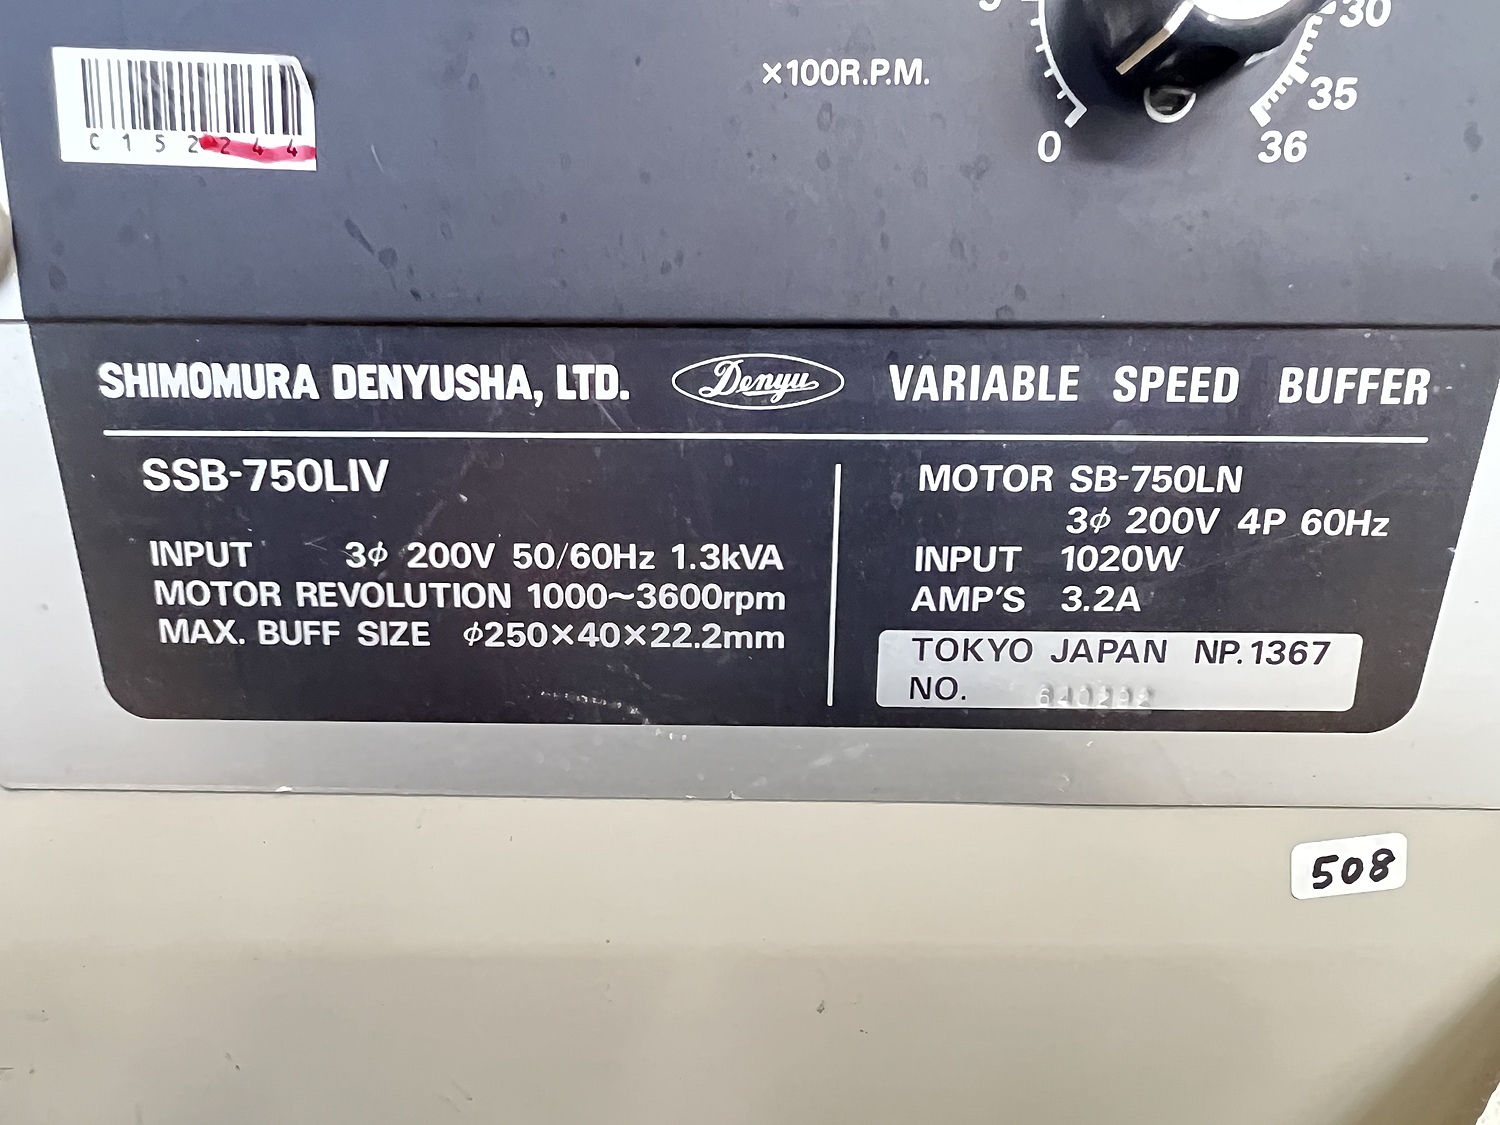 30
×100R.P.M.
35
0
36
C152244
SHIMOMURA DENYUSHA, LTD. Denyu VARIABLE SPEED BUFFER
SSB-750LIV
INPUT 3φ 200V 50/60Hz 1.3kVA
MOTOR REVOLUTION 1000~3600rpm
MAX. BUFF SIZE φ250×40×22.2mm
MOTOR SB-750LN
3φ 200V 4P 60Hz
INPUT 1020W
AMP'S 3.2A
TOKYO JAPAN NP.1367
NO.
508